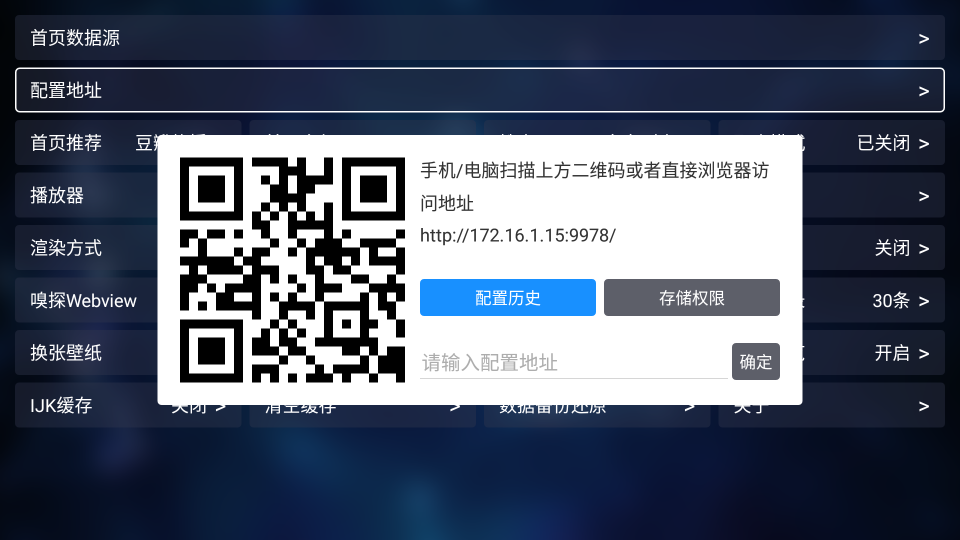 首页数据源 >
配置地址 >
首页推荐 已关闭 >
播放器 >
渲染方式 关闭 >
嗅探Webview 30条 >
换张壁纸 开启 >
IJK缓存 关闭 > 清空缓存 > 数据备份还原 > 关于 >
手机/电脑扫描上方二维码或者直接浏览器访
问地址
http://172.16.1.15:9978/
配置历史 存储权限
请输入配置地址 确定